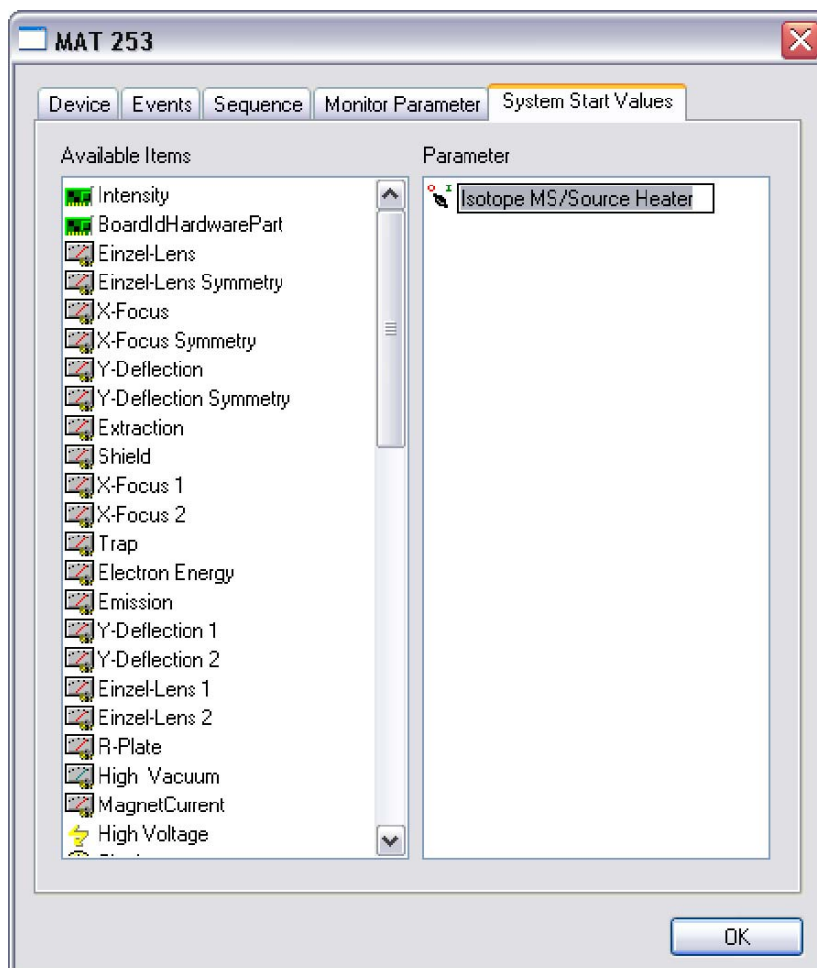 MAT 253
Device Events Sequence Monitor Parameter System Start Values
Available Items Parameter
Intensity
BoardIdHardwarePart
Einzel-Lens
Einzel-Lens Symmetry
X-Focus
X-Focus Symmetry
Y-Deflection
Y-Deflection Symmetry
Extraction
Shield
X-Focus 1
X-Focus 2
Trap
Electron Energy
Emission
Y-Deflection 1
Y-Deflection 2
Einzel-Lens 1
Einzel-Lens 2
R-Plate
High Vacuum
MagnetCurrent
High Voltage
Isotope MS/Source Heater
OK